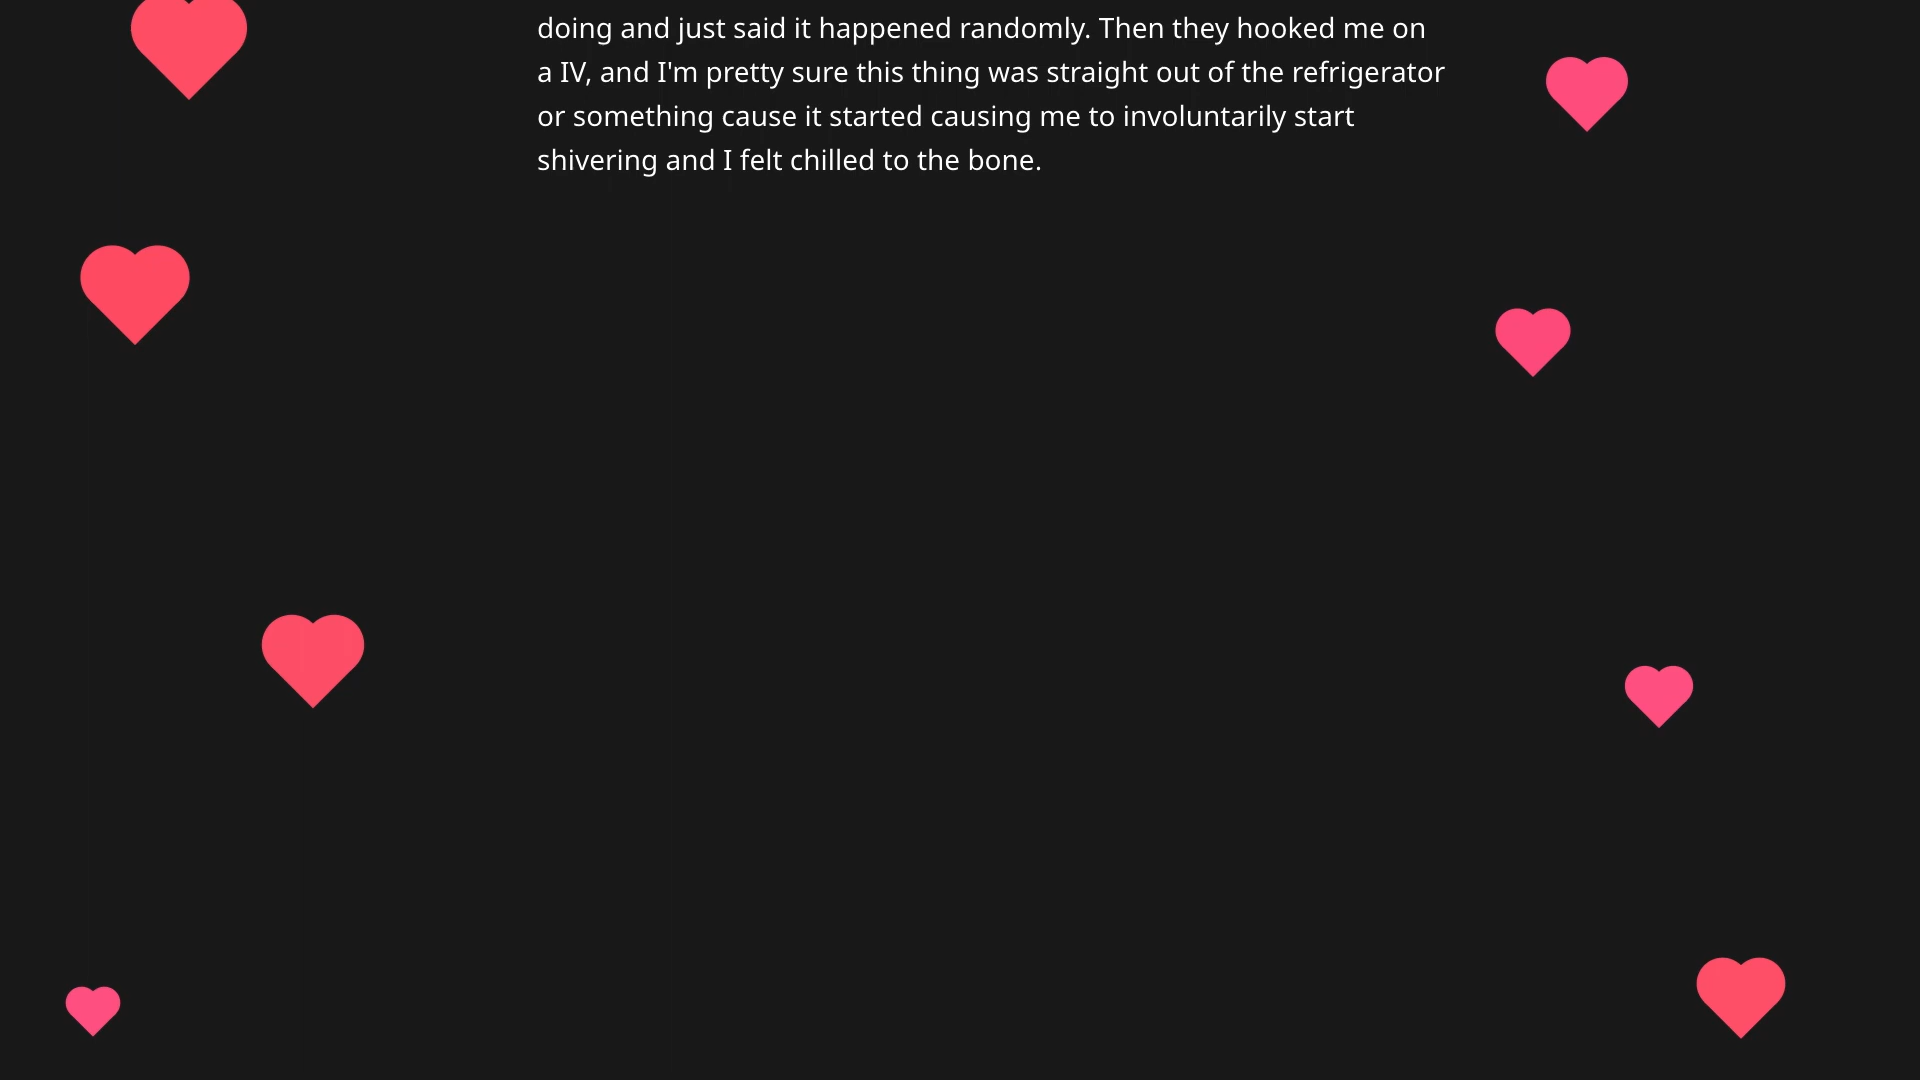 doing and just said it happened randomly. Then they hooked me on
a IV, and I'm pretty sure this thing was straight out of the refrigerator
or something cause it started causing me to involuntarily start
shivering and I felt chilled to the bone.